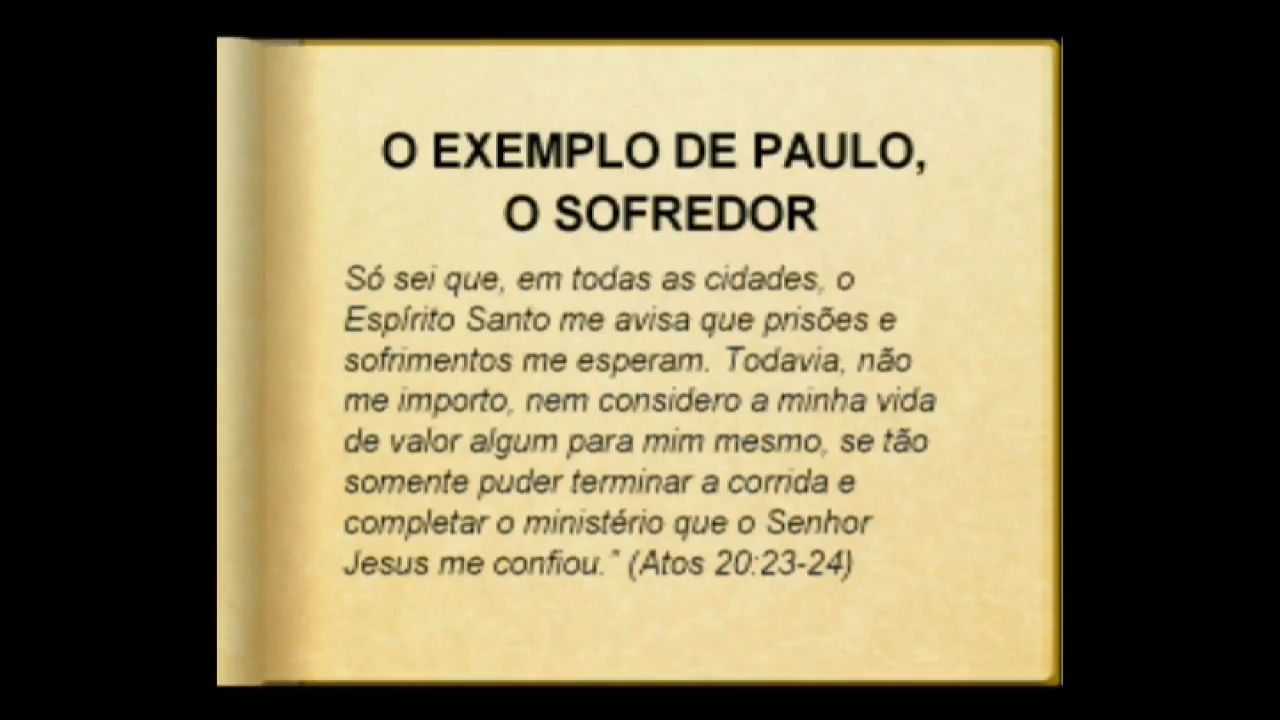 O EXEMPLO DE PAULO,
O SOFREDOR
Só sei que, em todas as cidades, o
Espírito Santo me avisa que prisões e
sofrimentos me esperam. Todavia, não
me importo, nem considero a minha vida
de valor algum para mim mesmo, se tão
somente puder terminar a corrida e
completar o ministério que o Senhor
Jesus me confiou.” (Atos 20:23-24)